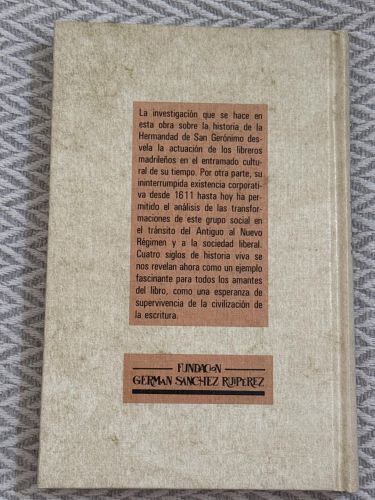 La investigación que se hace en
esta obra sobre la historia de la
Hermandad de San Gerónimo des-
vela la actuación de los libreros
madrileños en el entramado cultu-
ral de su tiempo. Por otra parte, su
ininterrumpida existencia corporati-
va desde 1611 hasta hoy ha per-
mitido el análisis de las transfor-
maciones de este grupo social en
el tránsito del Antiguo al Nuevo
Régimen y a la sociedad liberal.
Cuatro siglos de historia viva se
nos revelan ahora como un ejemplo
fascinante para todos los amantes
del libro, como una esperanza de
supervivencia de la civilización de
la escritura.
FUNDACION
GERMAN SANCHEZ RUIPEREZ